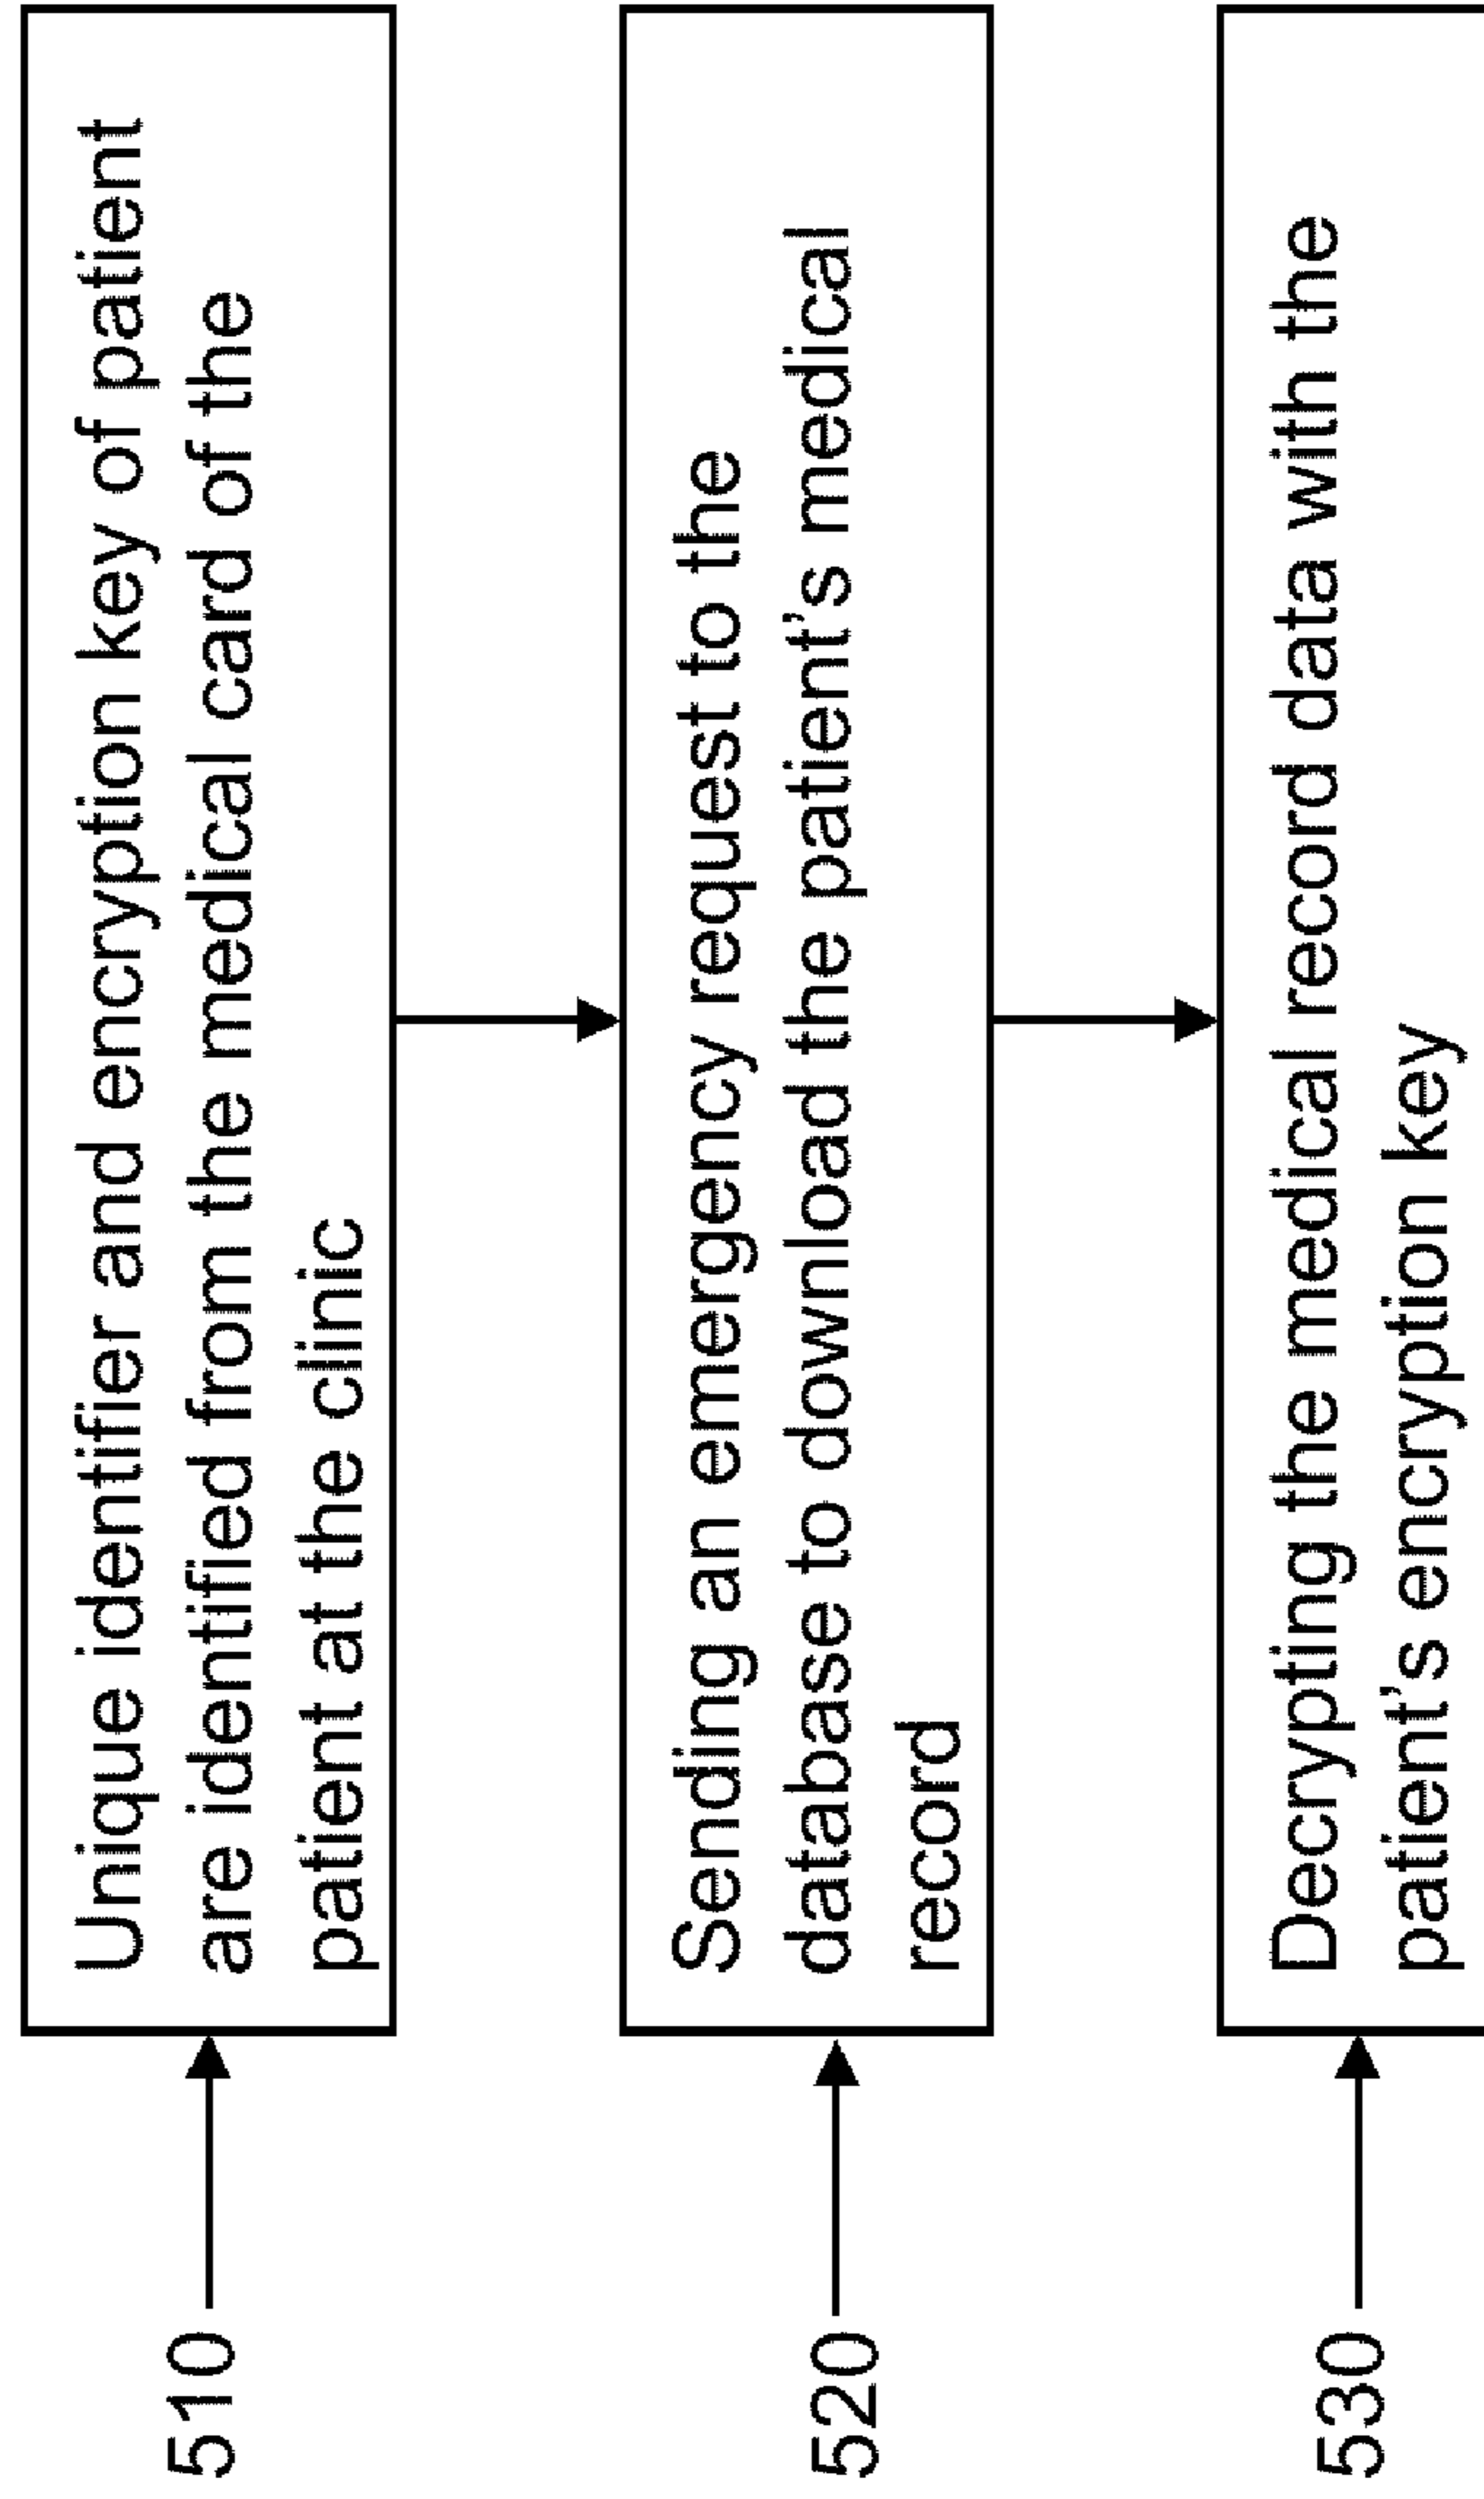 510
Unique identifier and encryption key of patient
are identified from the medical card of the
patient at the clinic
520
Sending an emergency request to the
database to download the patient's medical
record
530
Decrypting the medical record data with the
patient's encryption key